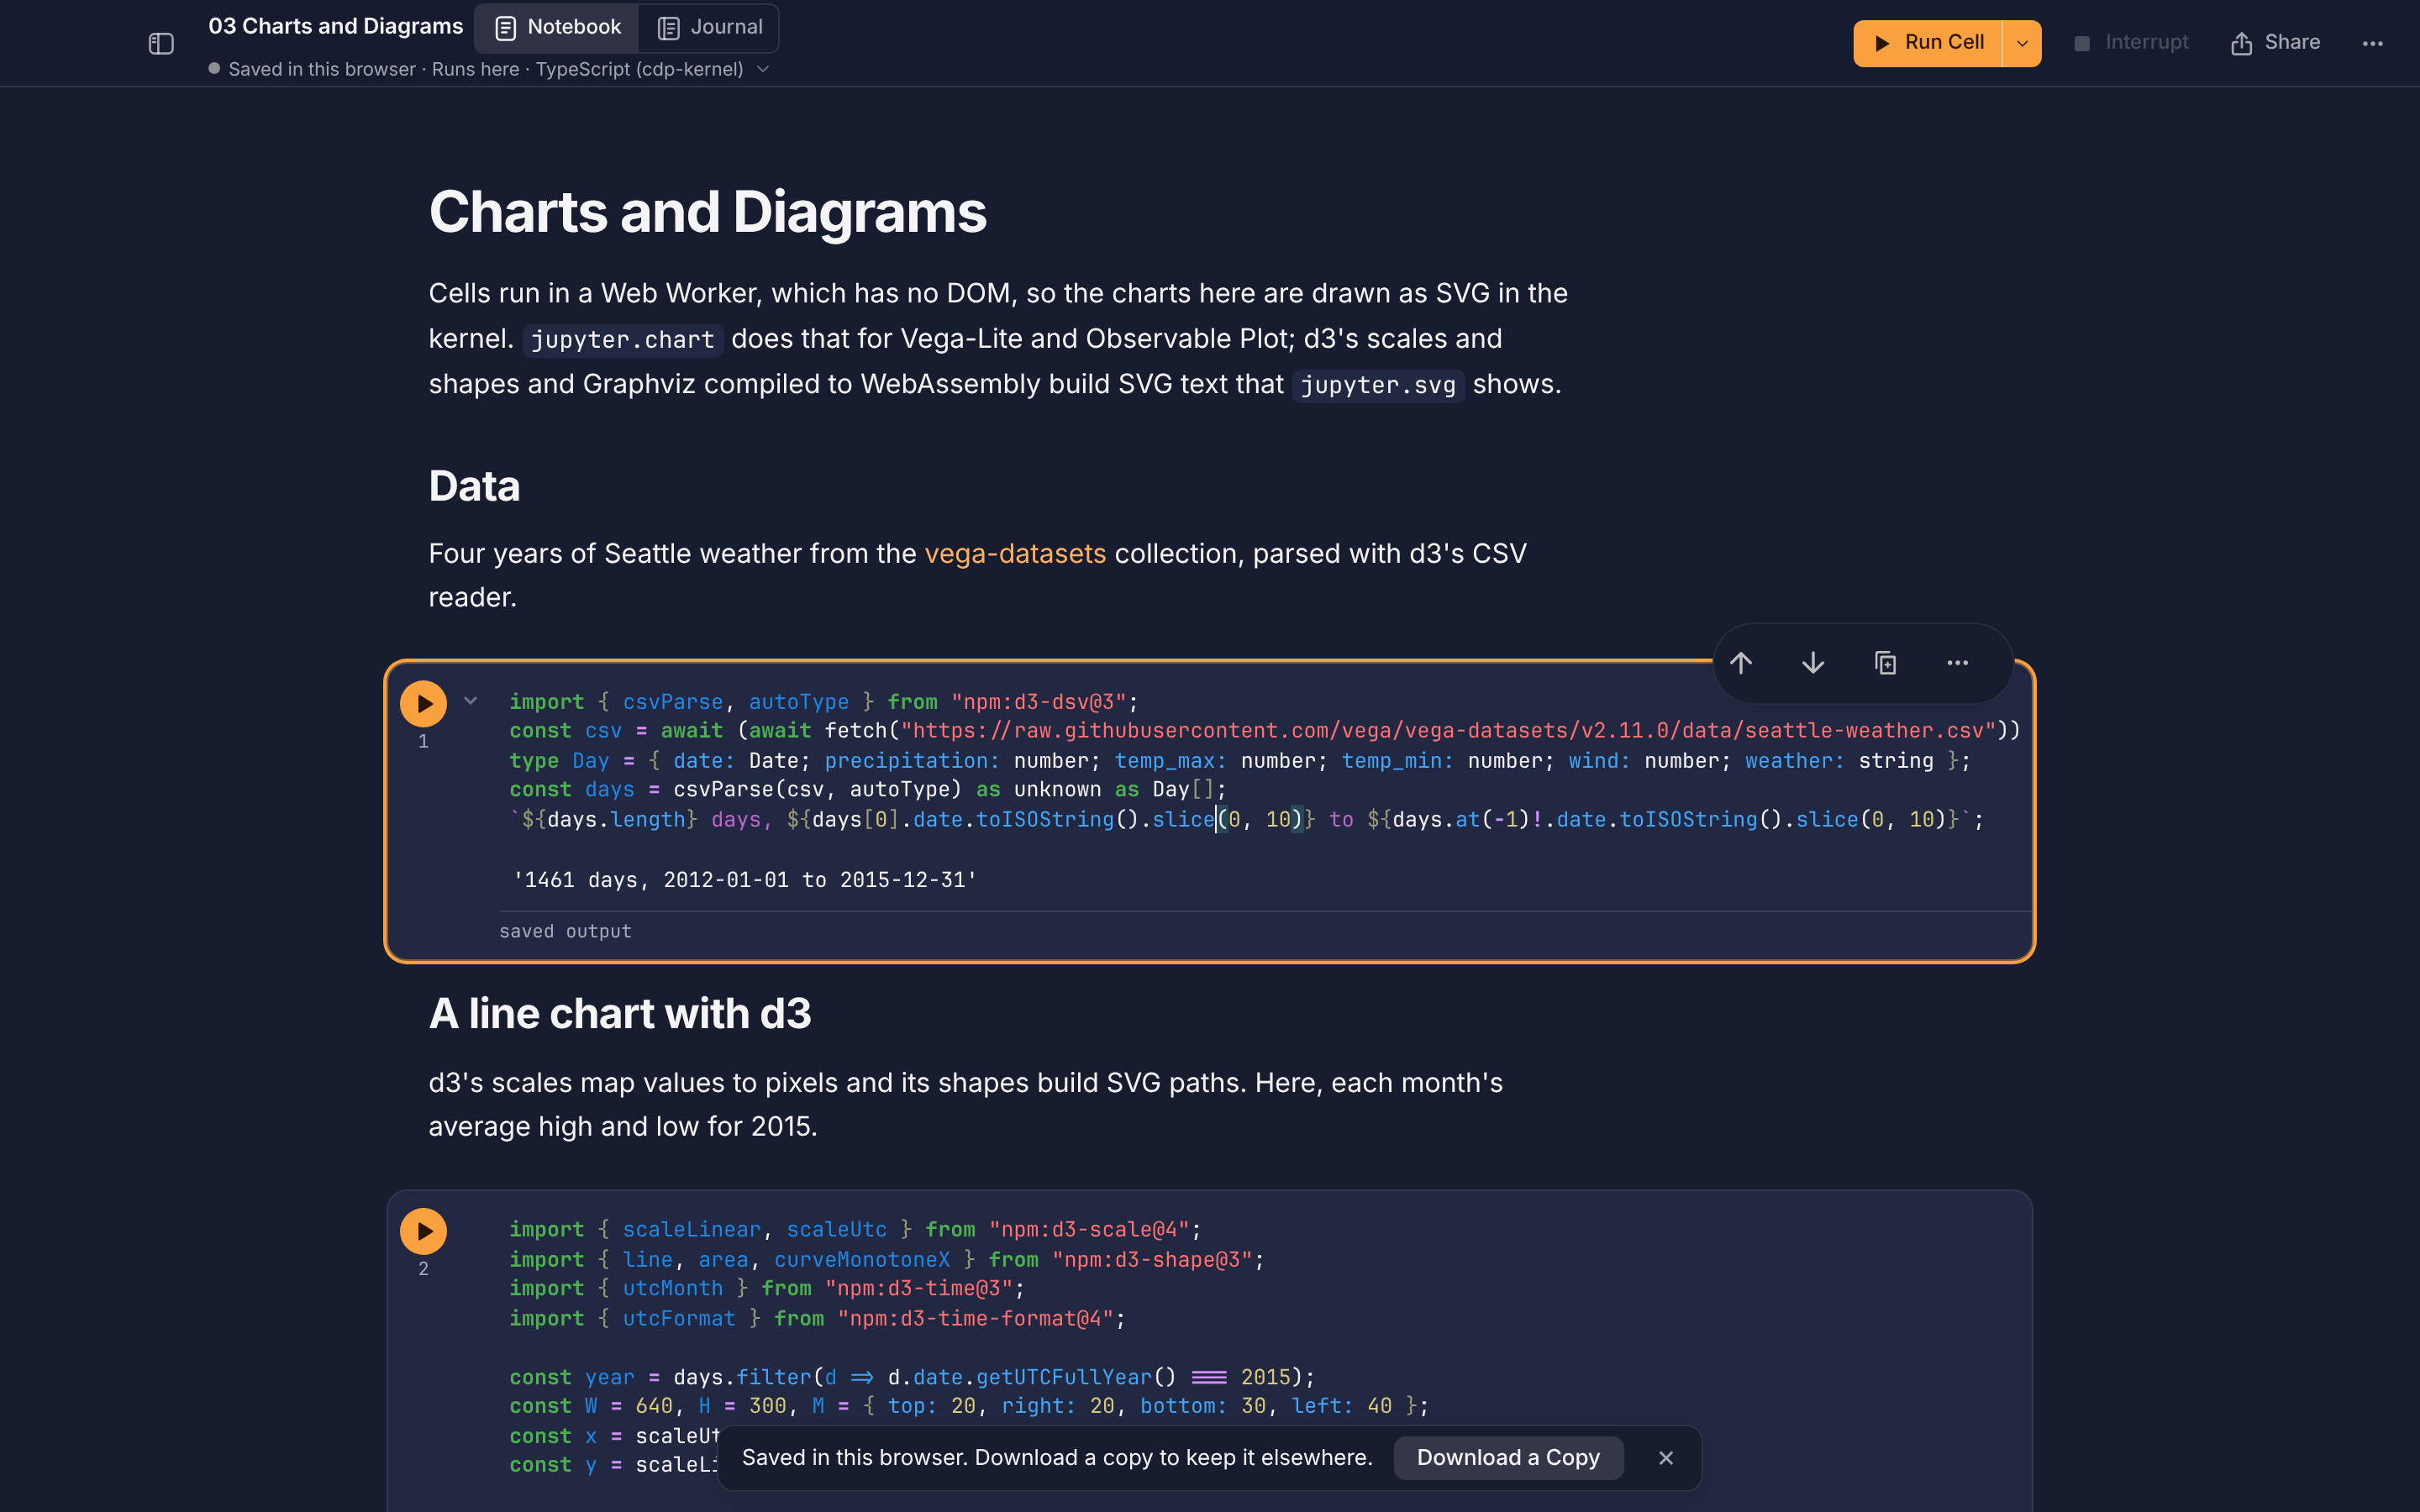 03 Charts and Diagrams
Notebook
Journal
Saved in this browser · Runs here · TypeScript (cdp-kernel)
Run Cell
Interrupt
Share
Charts and Diagrams
Cells run in a Web Worker, which has no DOM, so the charts here are drawn as SVG in the
kernel. jupyter.chart does that for Vega-Lite and Observable Plot; d3's scales and
shapes and Graphviz compiled to WebAssembly build SVG text that jupyter.svg shows.
Data
Four years of Seattle weather from the vega-datasets collection, parsed with d3's CSV
reader.
1
import { csvParse, autoType } from "npm:d3-dsv@3";
const csv = await (await fetch("https://raw.githubusercontent.com/vega/vega-datasets/v2.11.0/data/seattle-weather.csv"))
type Day = { date: Date; precipitation: number; temp_max: number; temp_min: number; wind: number; weather: string };
const days = csvParse(csv, autoType) as unknown as Day[];
`${days.length} days, ${days[0].date.toISOString().slice(0, 10)} to ${days.at(-1)!.date.toISOString().slice(0, 10)}`;
'1461 days, 2012-01-01 to 2015-12-31'
saved output
A line chart with d3
d3's scales map values to pixels and its shapes build SVG paths. Here, each month's
average high and low for 2015.
2
import { scaleLinear, scaleUtc } from "npm:d3-scale@4";
import { line, area, curveMonotoneX } from "npm:d3-shape@3";
import { utcMonth } from "npm:d3-time@3";
import { utcFormat } from "npm:d3-time-format@4";
const year = days.filter(d => d.date.getUTCFullYear() === 2015);
const W = 640, H = 300, M = { top: 20, right: 20, bottom: 30, left: 40 };
const x = scaleUt
const y = scaleLi
Saved in this browser. Download a copy to keep it elsewhere.
Download a Copy